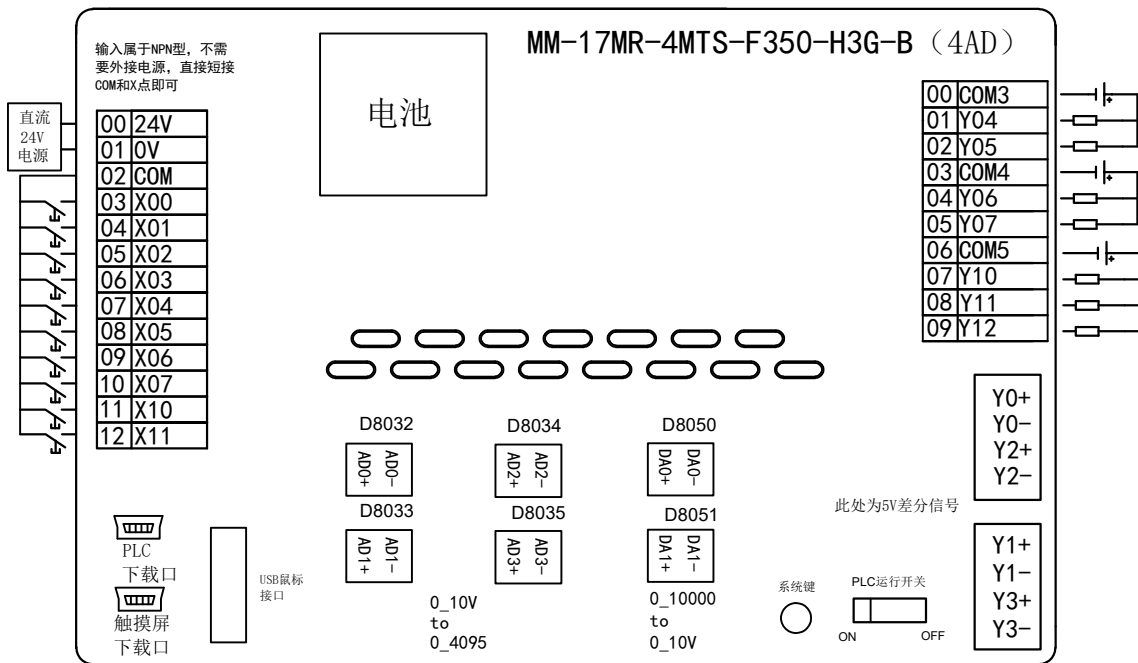 MM-17MR-4MTS-F350-H3G-B（4AD）
输入属于NPN型，不需
要外接电源，直接短接
COM和X点即可
电池
直流
24V
电源
00 24V
01 0V
02 COM
03 X00
04 X01
05 X02
06 X03
07 X04
08 X05
09 X06
10 X07
11 X10
12 X11
00 COM3
01 Y04
02 Y05
03 COM4
04 Y06
05 Y07
06 COM5
07 Y10
08 Y11
09 Y12
Y0+
Y0-
Y2+
Y2-
此处为5V差分信号
Y1+
Y1-
Y3+
Y3-
D8032
AD0+
AD0-
D8034
AD2+
AD2-
D8050
DA0+
DA0-
D8033
AD1+
AD1-
D8035
AD3+
AD3-
D8051
DA1+
DA1-
0_10V
to
0_4095
0_10000
to
0_10V
PLC
下载口
触摸屏
下载口
USB鼠标
接口
系统键
PLC运行开关
ON
OFF